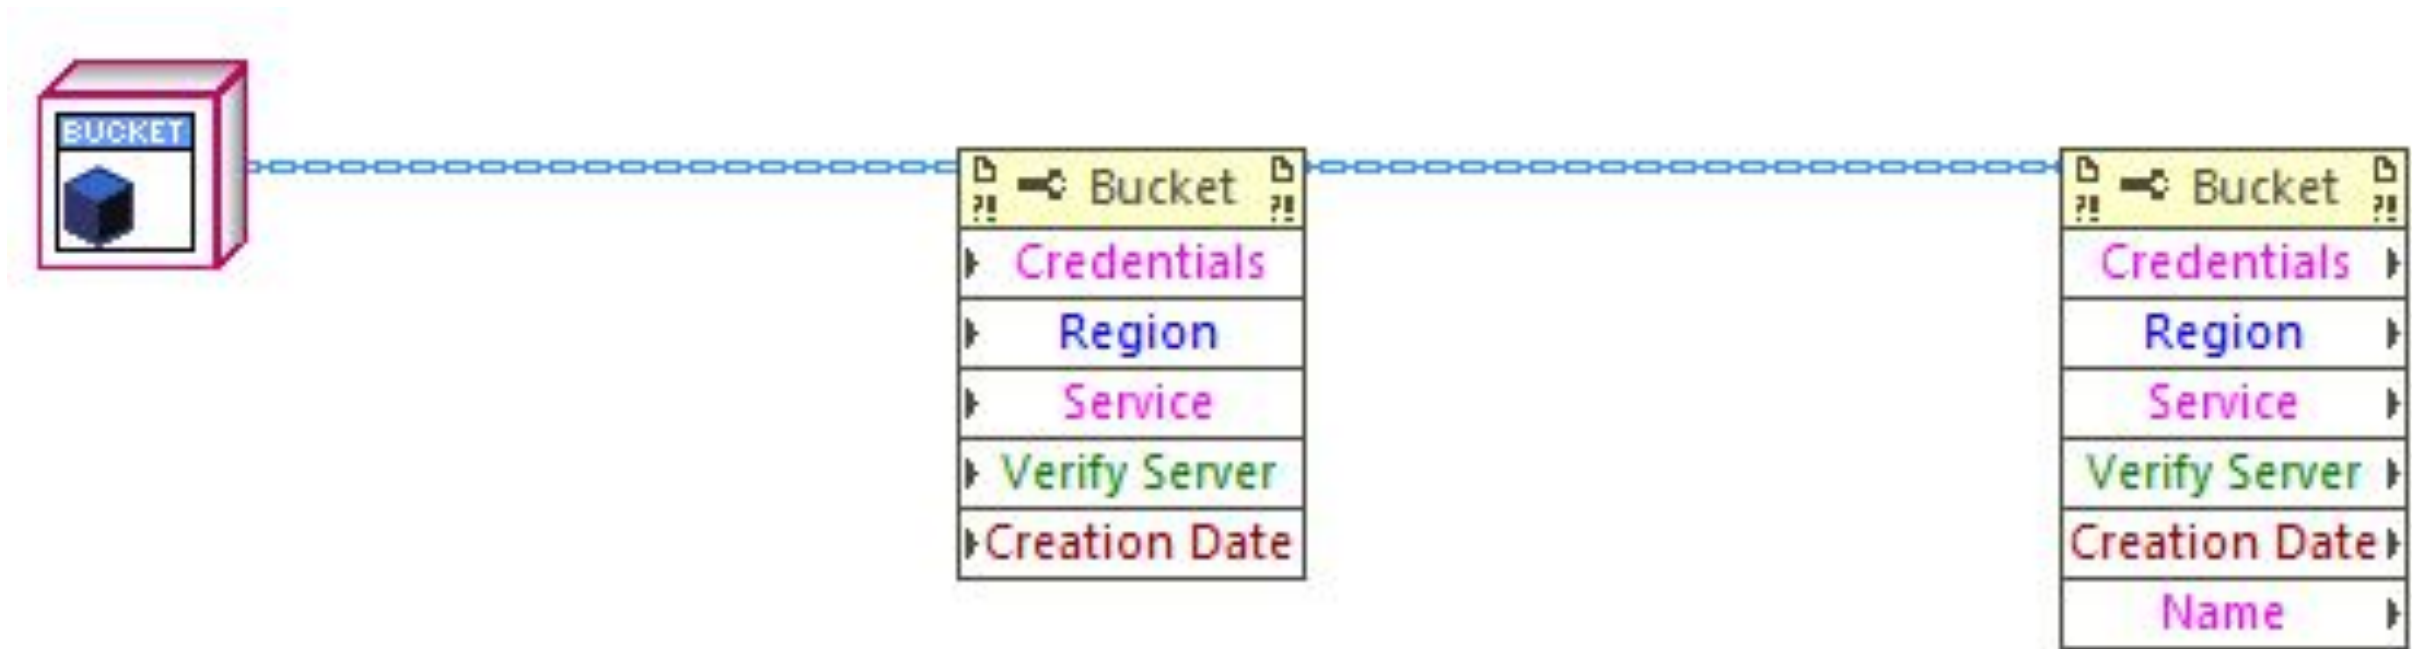 BUCKET
?! Bucket ?!
Credentials
Region
Service
Verify Server
Creation Date
?! Bucket ?!
Credentials
Region
Service
Verify Server
Creation Date
Name